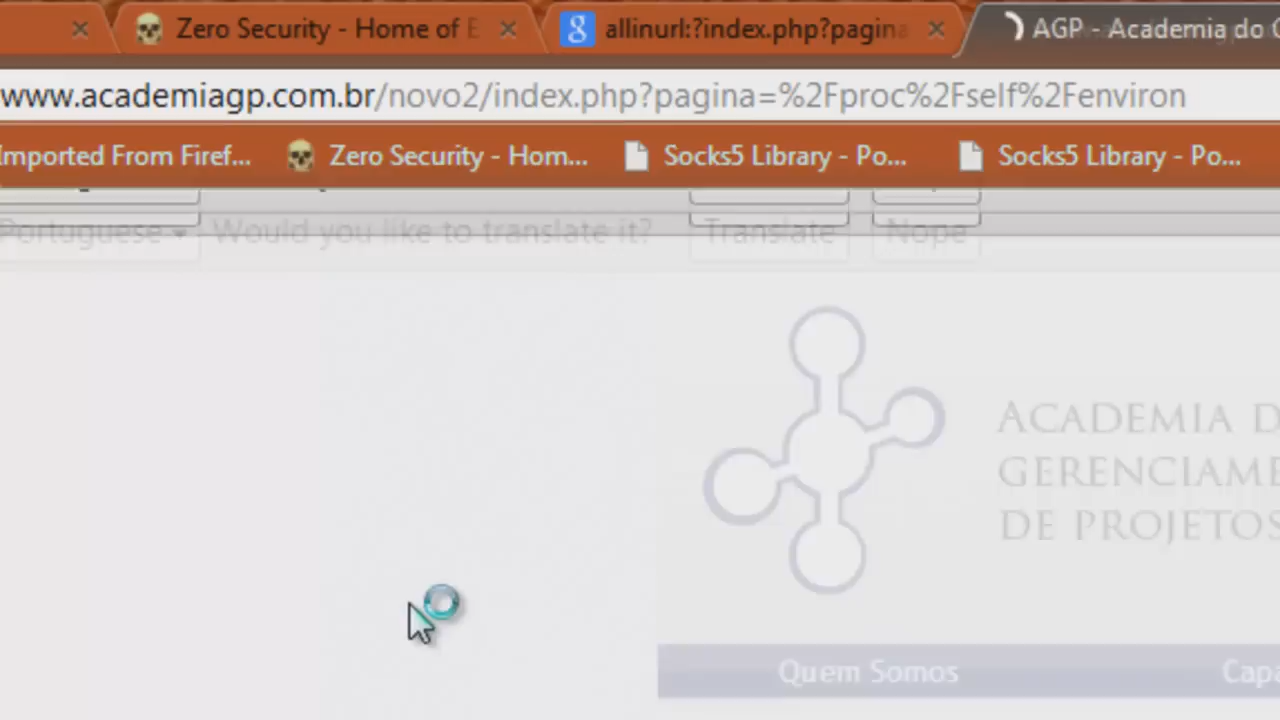 Zero Security - Home of E
allinurl:?index.php?pagina
AGP - Academia do
www.academiagp.com.br/novo2/index.php?pagina=%2Fproc%2Fself%2Fenviron
Imported From Firef...
Zero Security - Hom...
Socks5 Library - Po...
Socks5 Library - Po...
Portuguese
Would you like to translate it?
Translate
Nope
ACADEMIA D
GERENCIAME
DE PROJETOS
Quem Somos
Capa